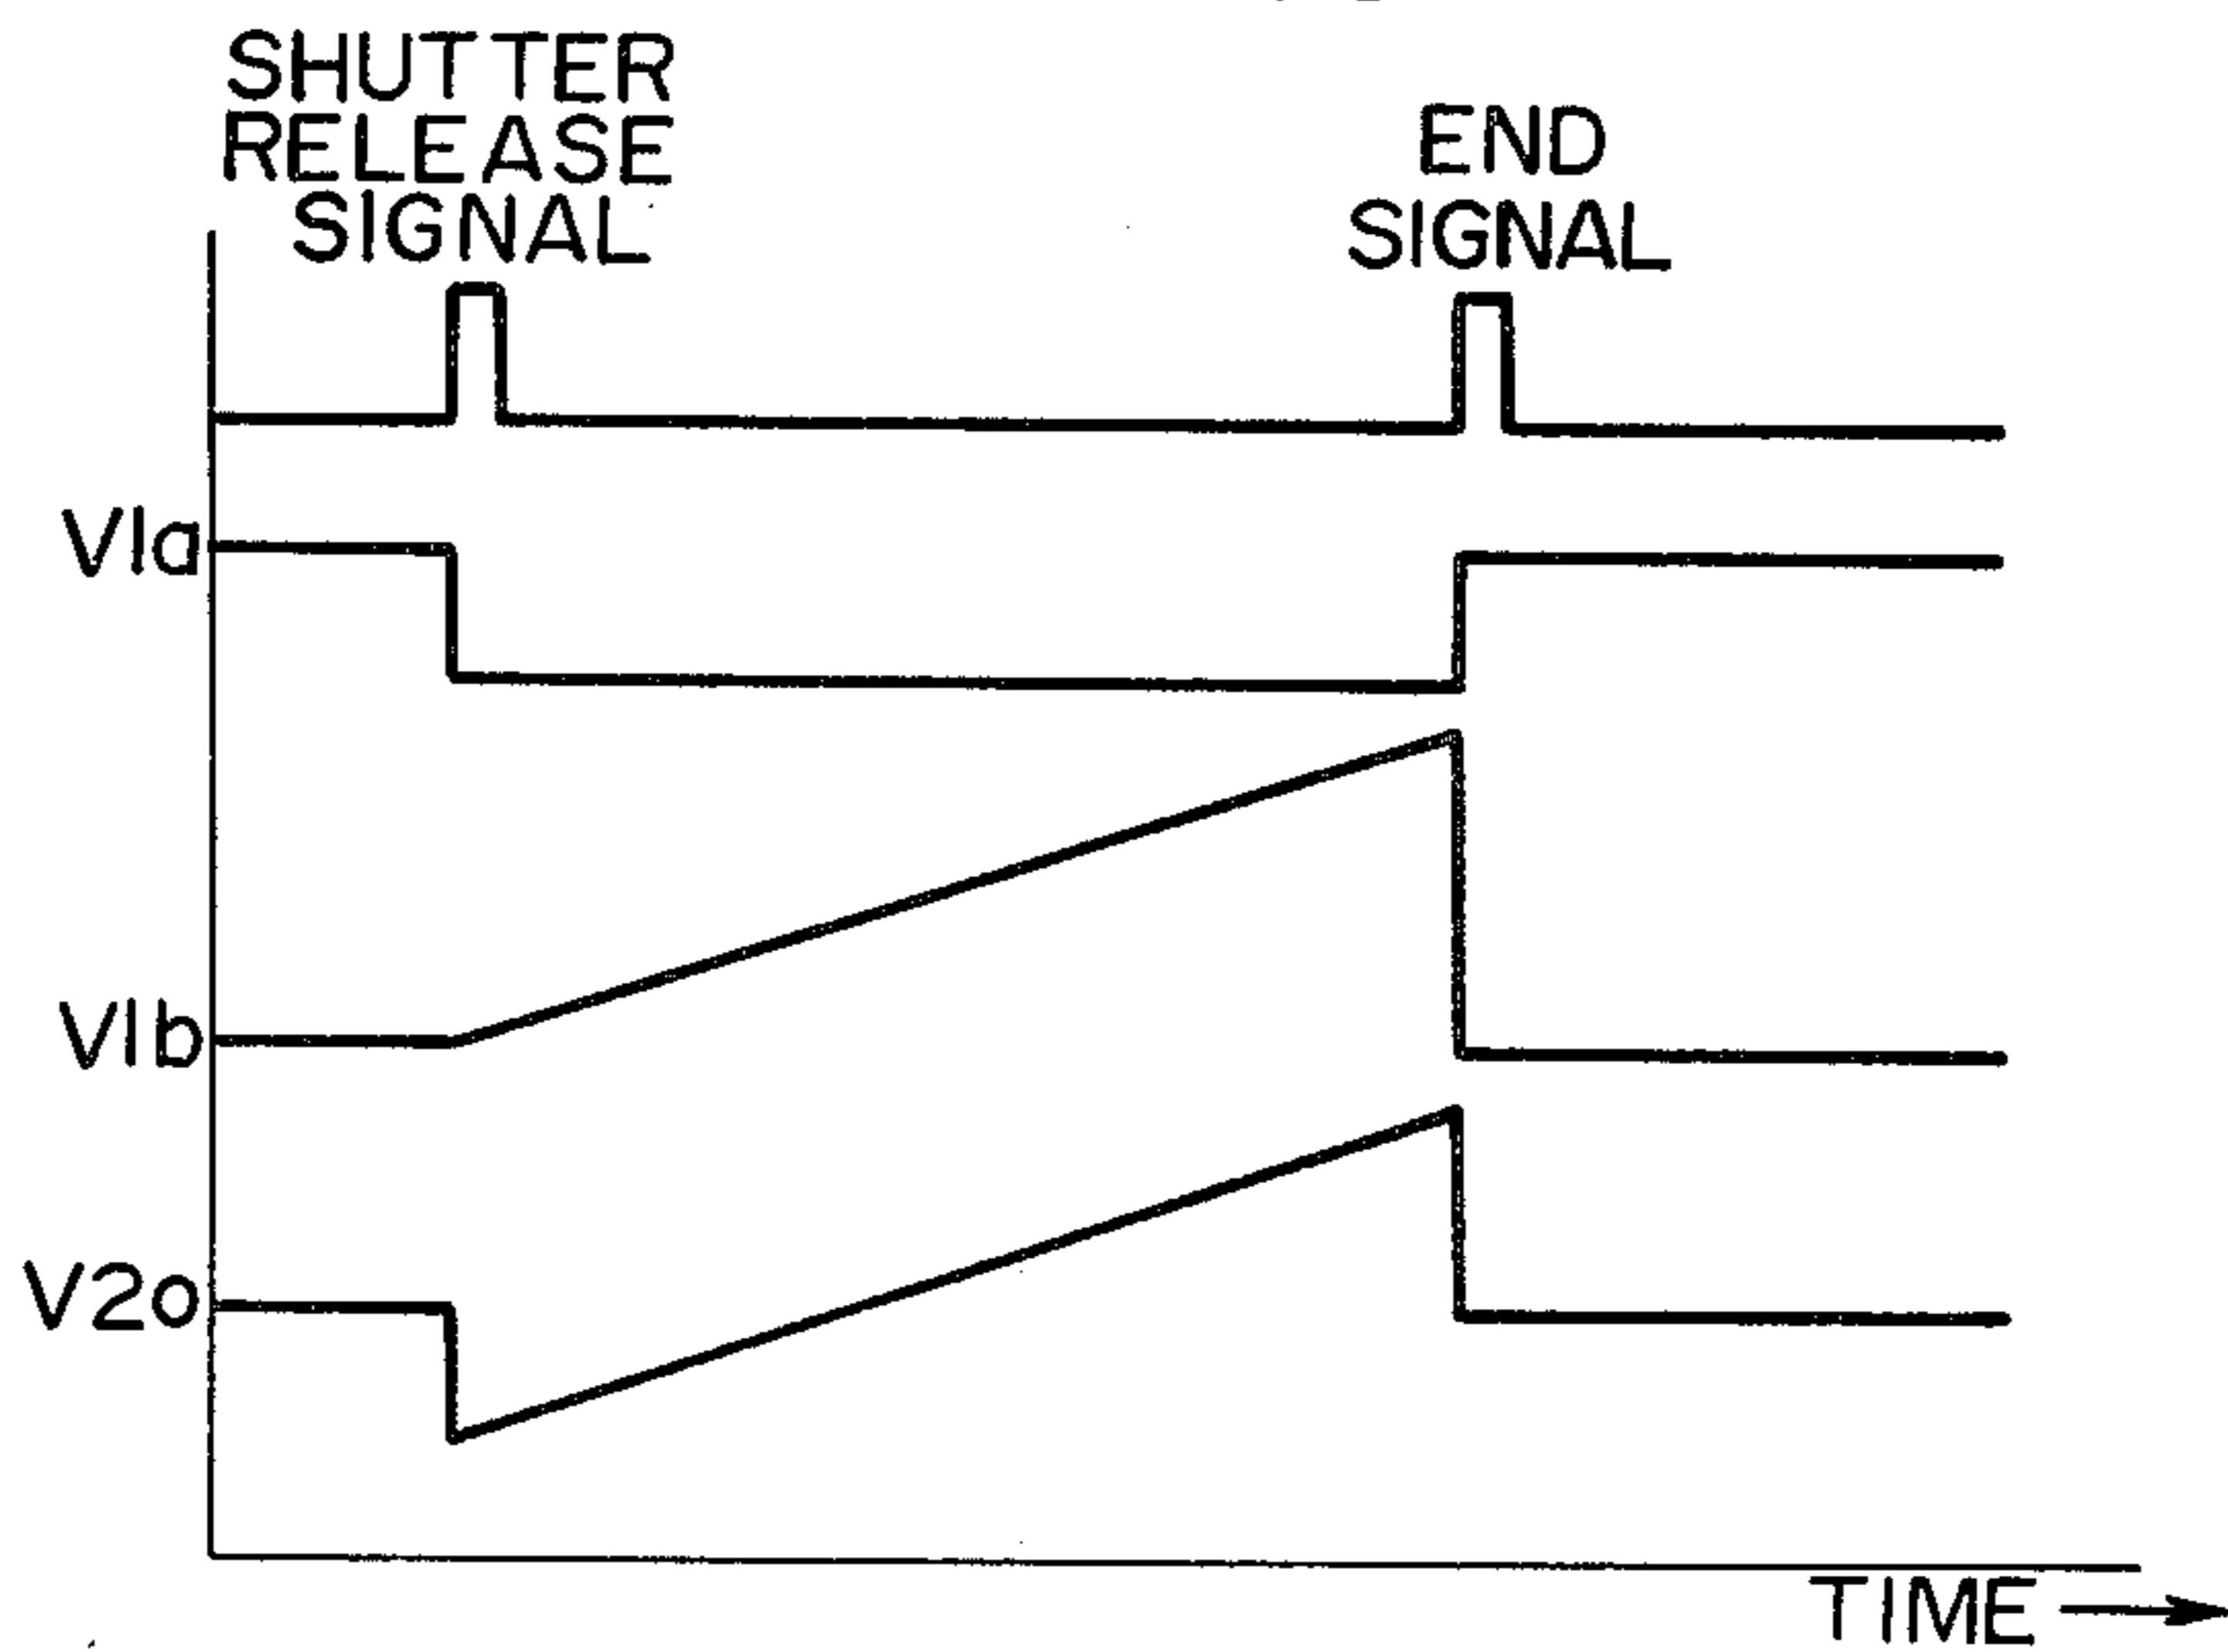 SHUTTER
RELEASE
SIGNAL
END
SIGNAL
V1a
V1b
V2o
TIME